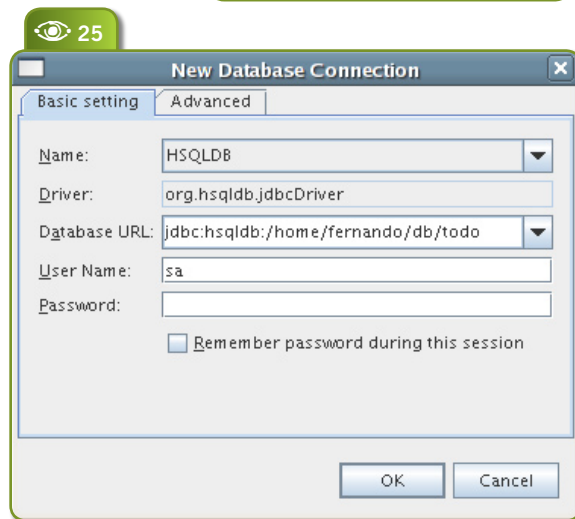 25
New Database Connection
Basic setting Advanced
Name: HSQLDB
Driver: org.hsqldb.jdbcDriver
Database URL: jdbc:hsqldb:/home/fernando/db/todo
User Name: sa
Password:
Remember password during this session
OK Cancel